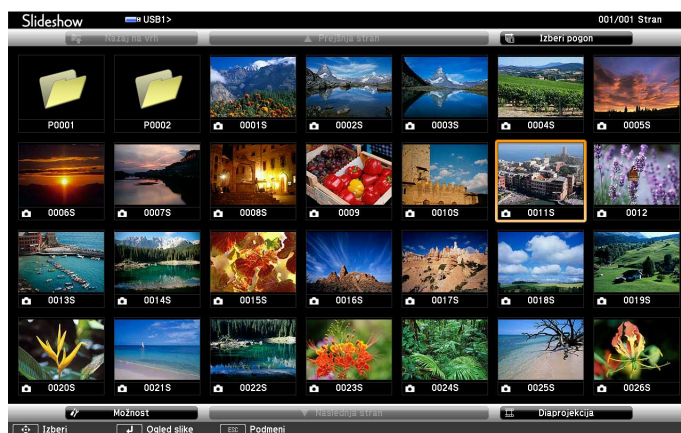 Slideshow USB1> 001/001 Stran
Nazaj na vrh Prejšnja stran Izberi pogon
P0001 P0002 0001S 0002S 0003S 0004S 0005S
0006S 0007S 0008S 0009 0010S 0011S 0012
0013S 0014S 0015S 0016S 0017S 0018S 0019S
0020S 0021S 0022S 0023S 0024S 0025S 0026S
Možnost Naslednja stran Diaprojekcija
Izberi Ogled slike ESC Podmeni